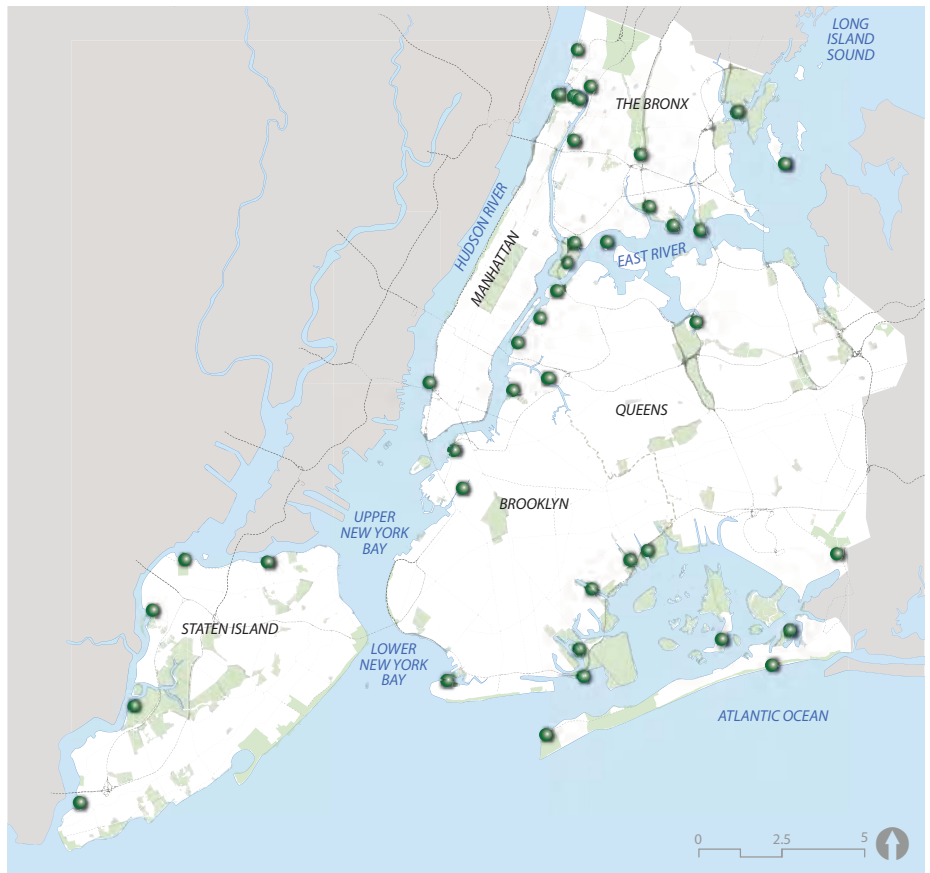 LONG
ISLAND
SOUND
THE BRONX
HUDSON RIVER
MANHATTAN
EAST RIVER
QUEENS
BROOKLYN
UPPER
NEW YORK
BAY
STATEN ISLAND
LOWER
NEW YORK
BAY
ATLANTIC OCEAN
0 2.5 5